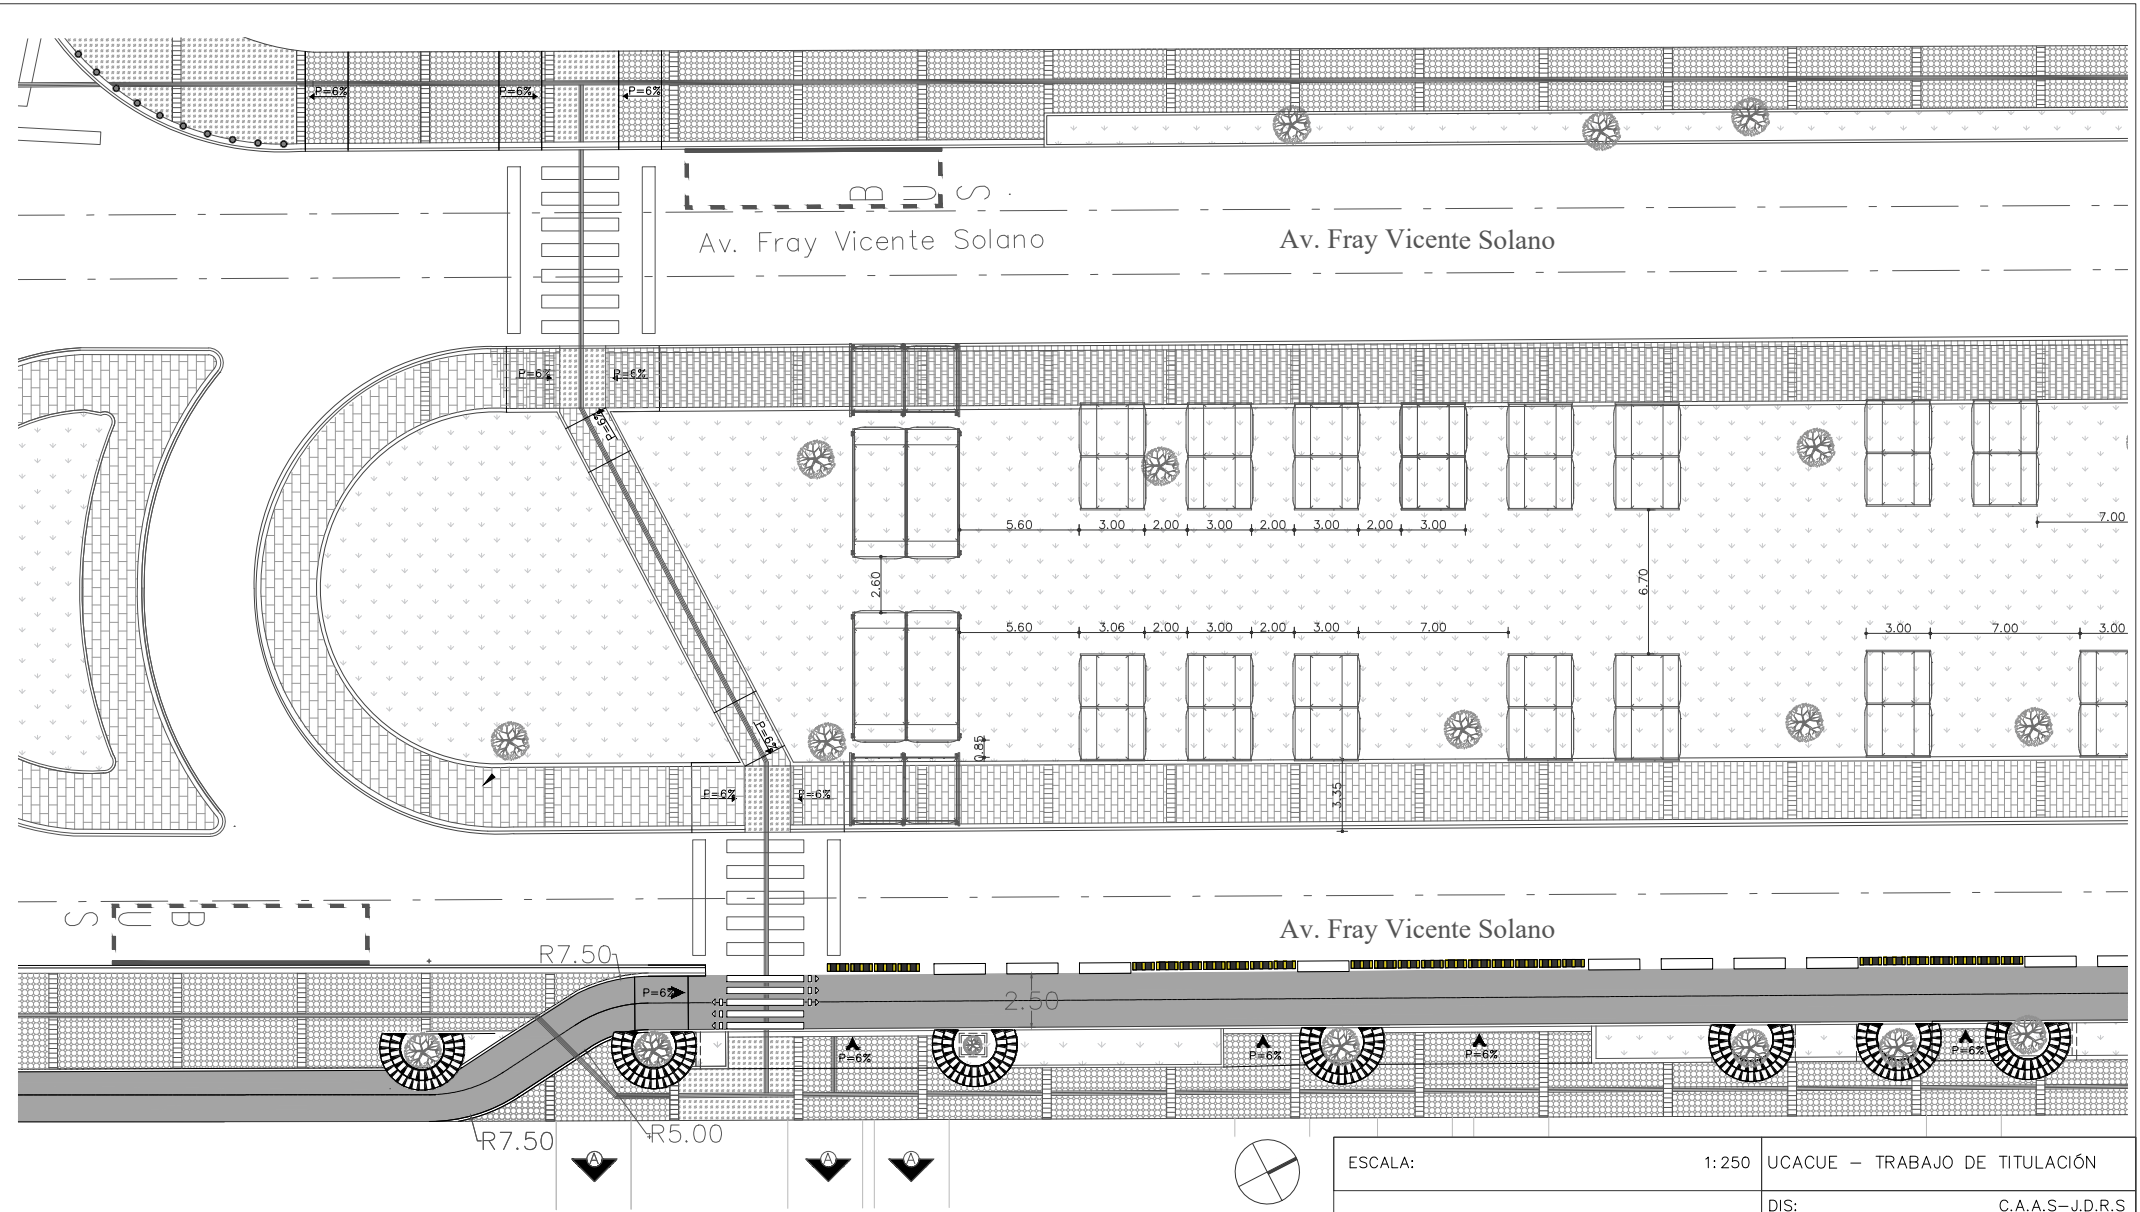 P=6%
P=6%
P=6%
BUS
Av. Fray Vicente Solano
Av. Fray Vicente Solano
P=6%
P=6%
P=6%
5.60
3.00
2.00
3.00
2.00
3.00
2.00
3.00
7.00
2.60
6.70
5.60
3.06
2.00
3.00
2.00
3.00
7.00
3.00
7.00
3.00
P=6%
0.85
P=6%
P=6%
3.35
BUS
Av. Fray Vicente Solano
R7.50
P=6%
2.50
P=6%
P=6%
P=6%
P=6%
R7.50
R5.00
A
A
A
ESCALA: 1:250
UCACUE – TRABAJO DE TITULACIÓN
DIS: C.A.A.S–J.D.R.S